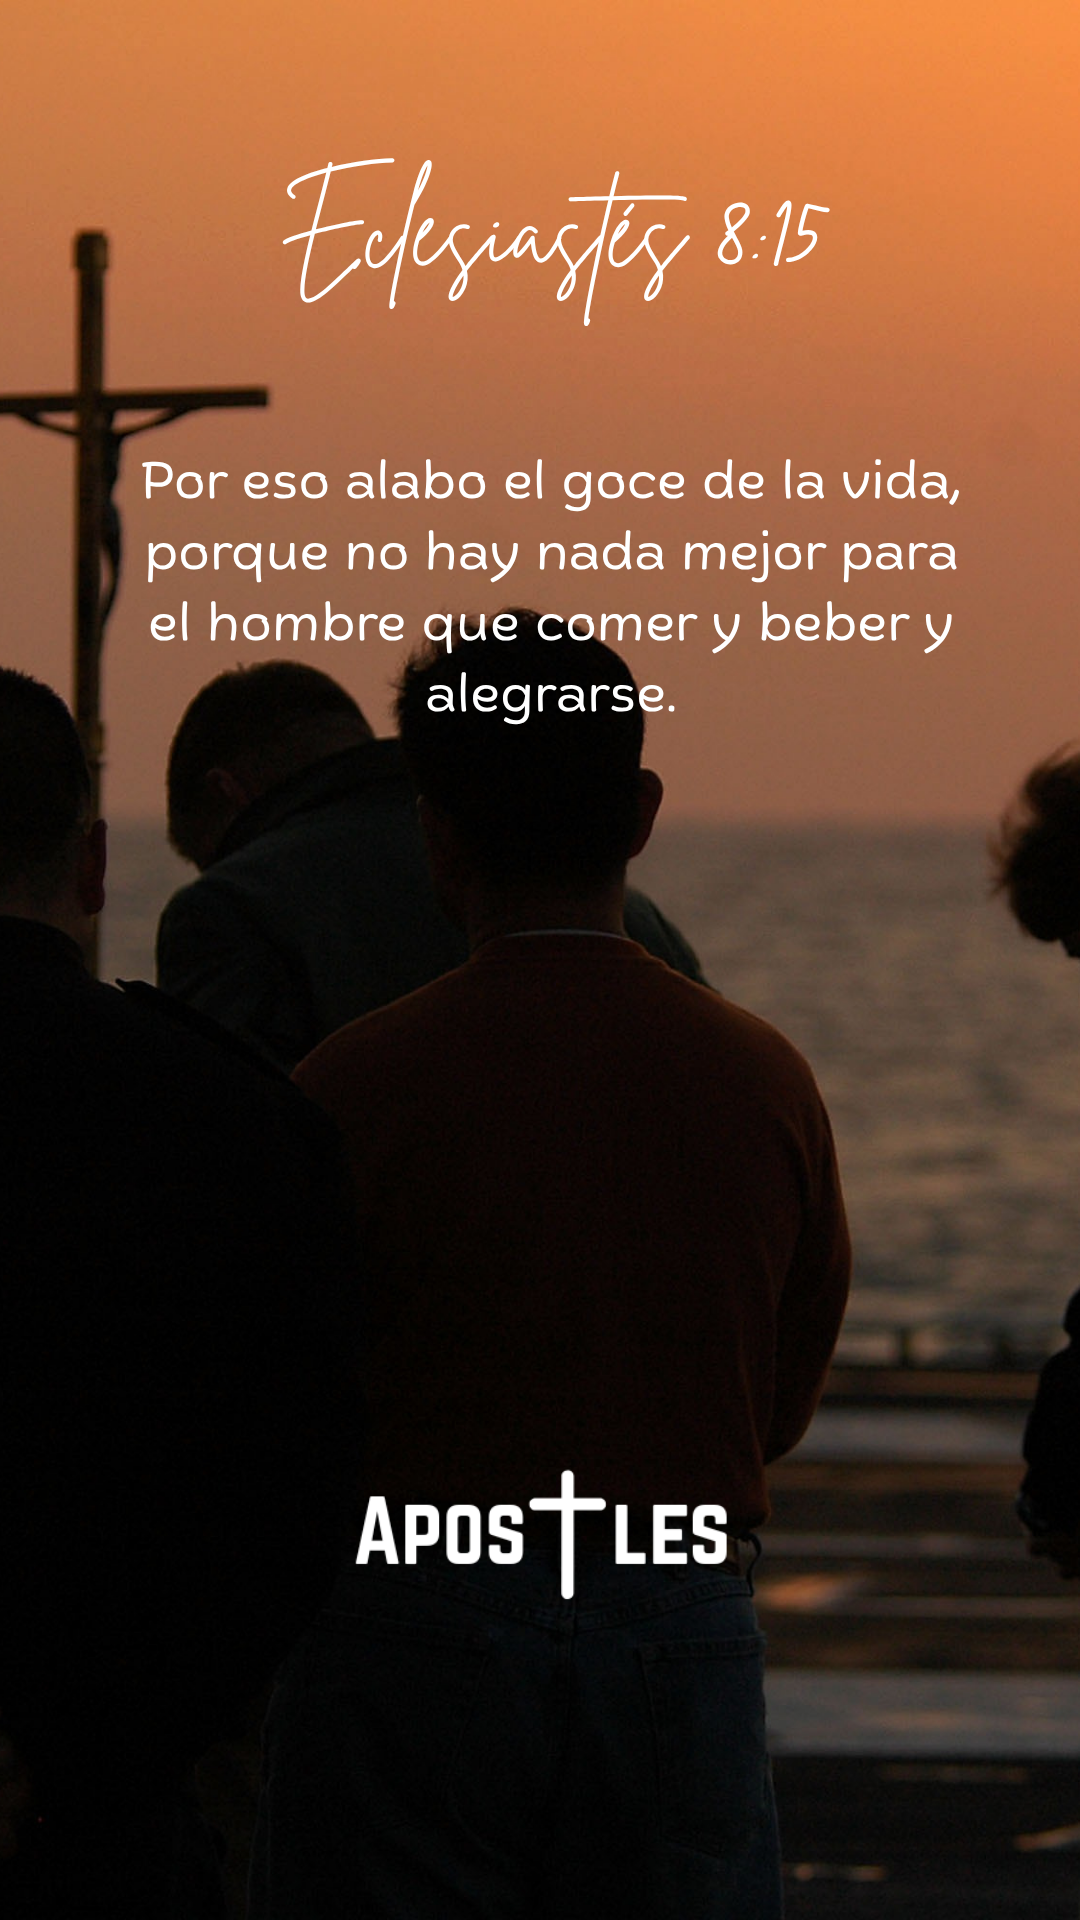 Eclesiastés 8:15
Por eso alabo el goce de la vida,
porque no hay nada mejor para
el hombre que comer y beber y
alegrarse.
APOSTLES